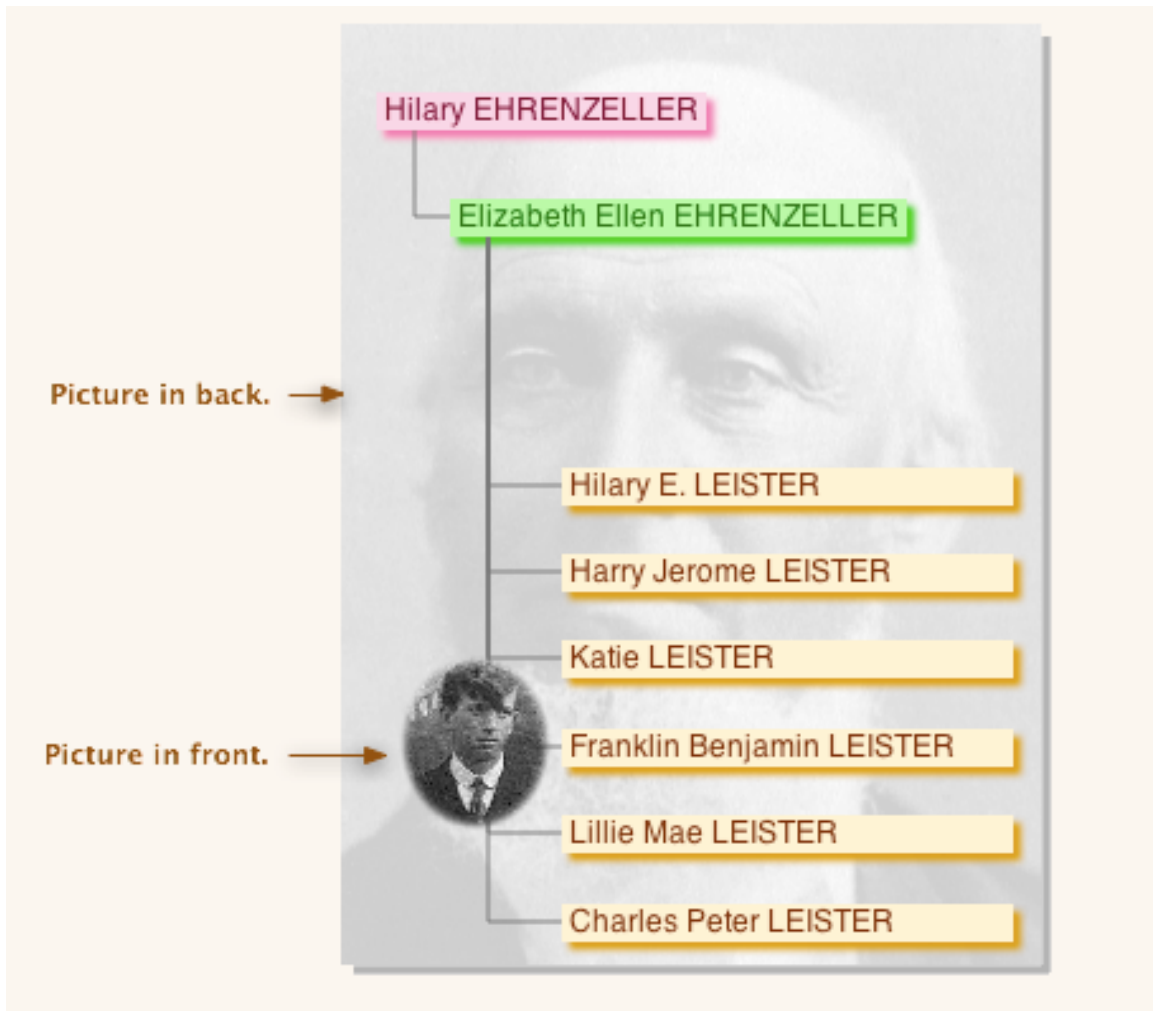 Hilary EHRENZELLER
Elizabeth Ellen EHRENZELLER
Picture in back.
Hilary E. LEISTER
Harry Jerome LEISTER
Katie LEISTER
Picture in front.
Franklin Benjamin LEISTER
Lillie Mae LEISTER
Charles Peter LEISTER